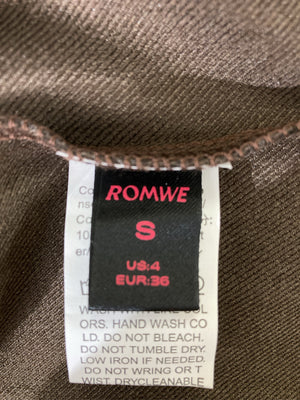 ROMWE
S
US:4
EUR:36
WASH WITH LIKE COL
ORS. HAND WASH CO
LD. DO NOT BLEACH.
DO NOT TUMBLE DRY.
LOW IRON IF NEEDED.
DO NOT WRING OR T
WIST DRYCLEANABLE